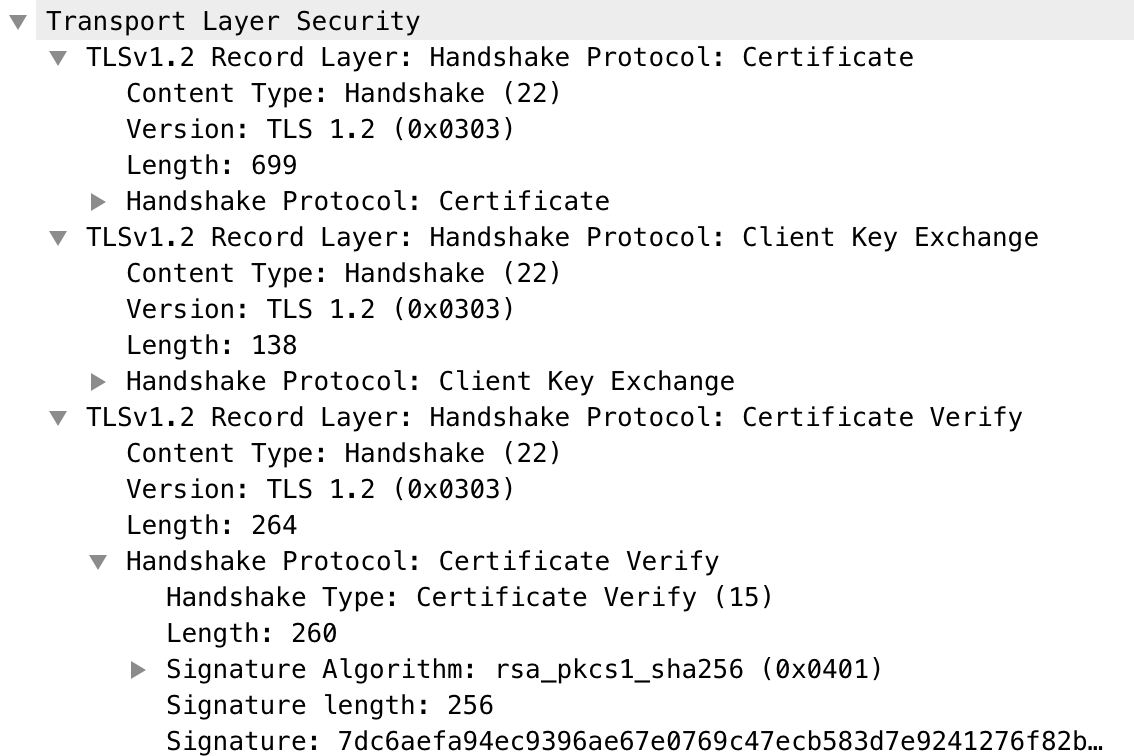 Transport Layer Security
TLSv1.2 Record Layer: Handshake Protocol: Certificate
Content Type: Handshake (22)
Version: TLS 1.2 (0x0303)
Length: 699
Handshake Protocol: Certificate
TLSv1.2 Record Layer: Handshake Protocol: Client Key Exchange
Content Type: Handshake (22)
Version: TLS 1.2 (0x0303)
Length: 138
Handshake Protocol: Client Key Exchange
TLSv1.2 Record Layer: Handshake Protocol: Certificate Verify
Content Type: Handshake (22)
Version: TLS 1.2 (0x0303)
Length: 264
Handshake Protocol: Certificate Verify
Handshake Type: Certificate Verify (15)
Length: 260
Signature Algorithm: rsa_pkcs1_sha256 (0x0401)
Signature length: 256
Signature: 7dc6aefa94ec9396ae67e0769c47ecb583d7e9241276f82b…